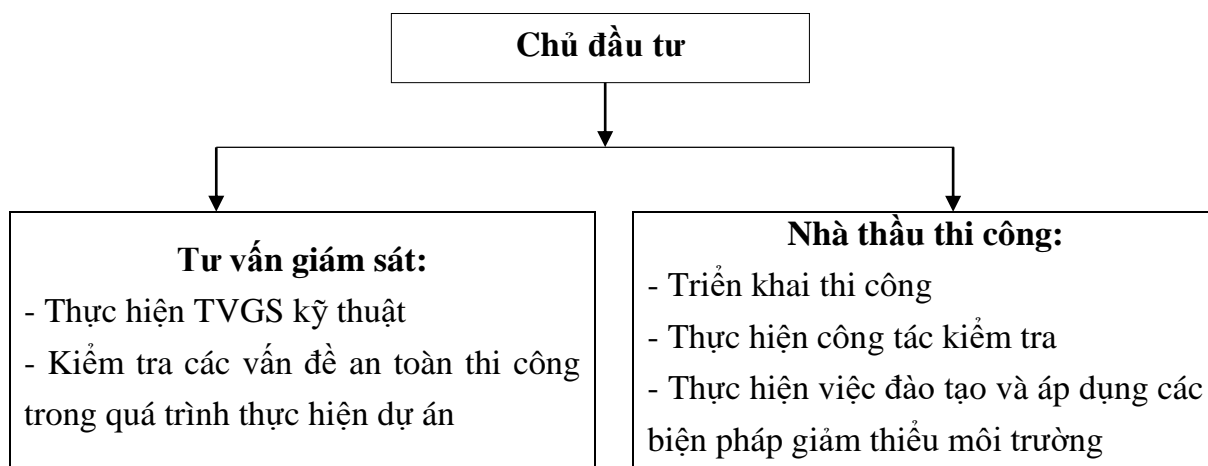 Chủ đầu tư
Tư vấn giám sát:
- Thực hiện TVGS kỹ thuật
- Kiểm tra các vấn đề an toàn thi công
trong quá trình thực hiện dự án
Nhà thầu thi công:
- Triển khai thi công
- Thực hiện công tác kiểm tra
- Thực hiện việc đào tạo và áp dụng các
biện pháp giảm thiểu môi trường